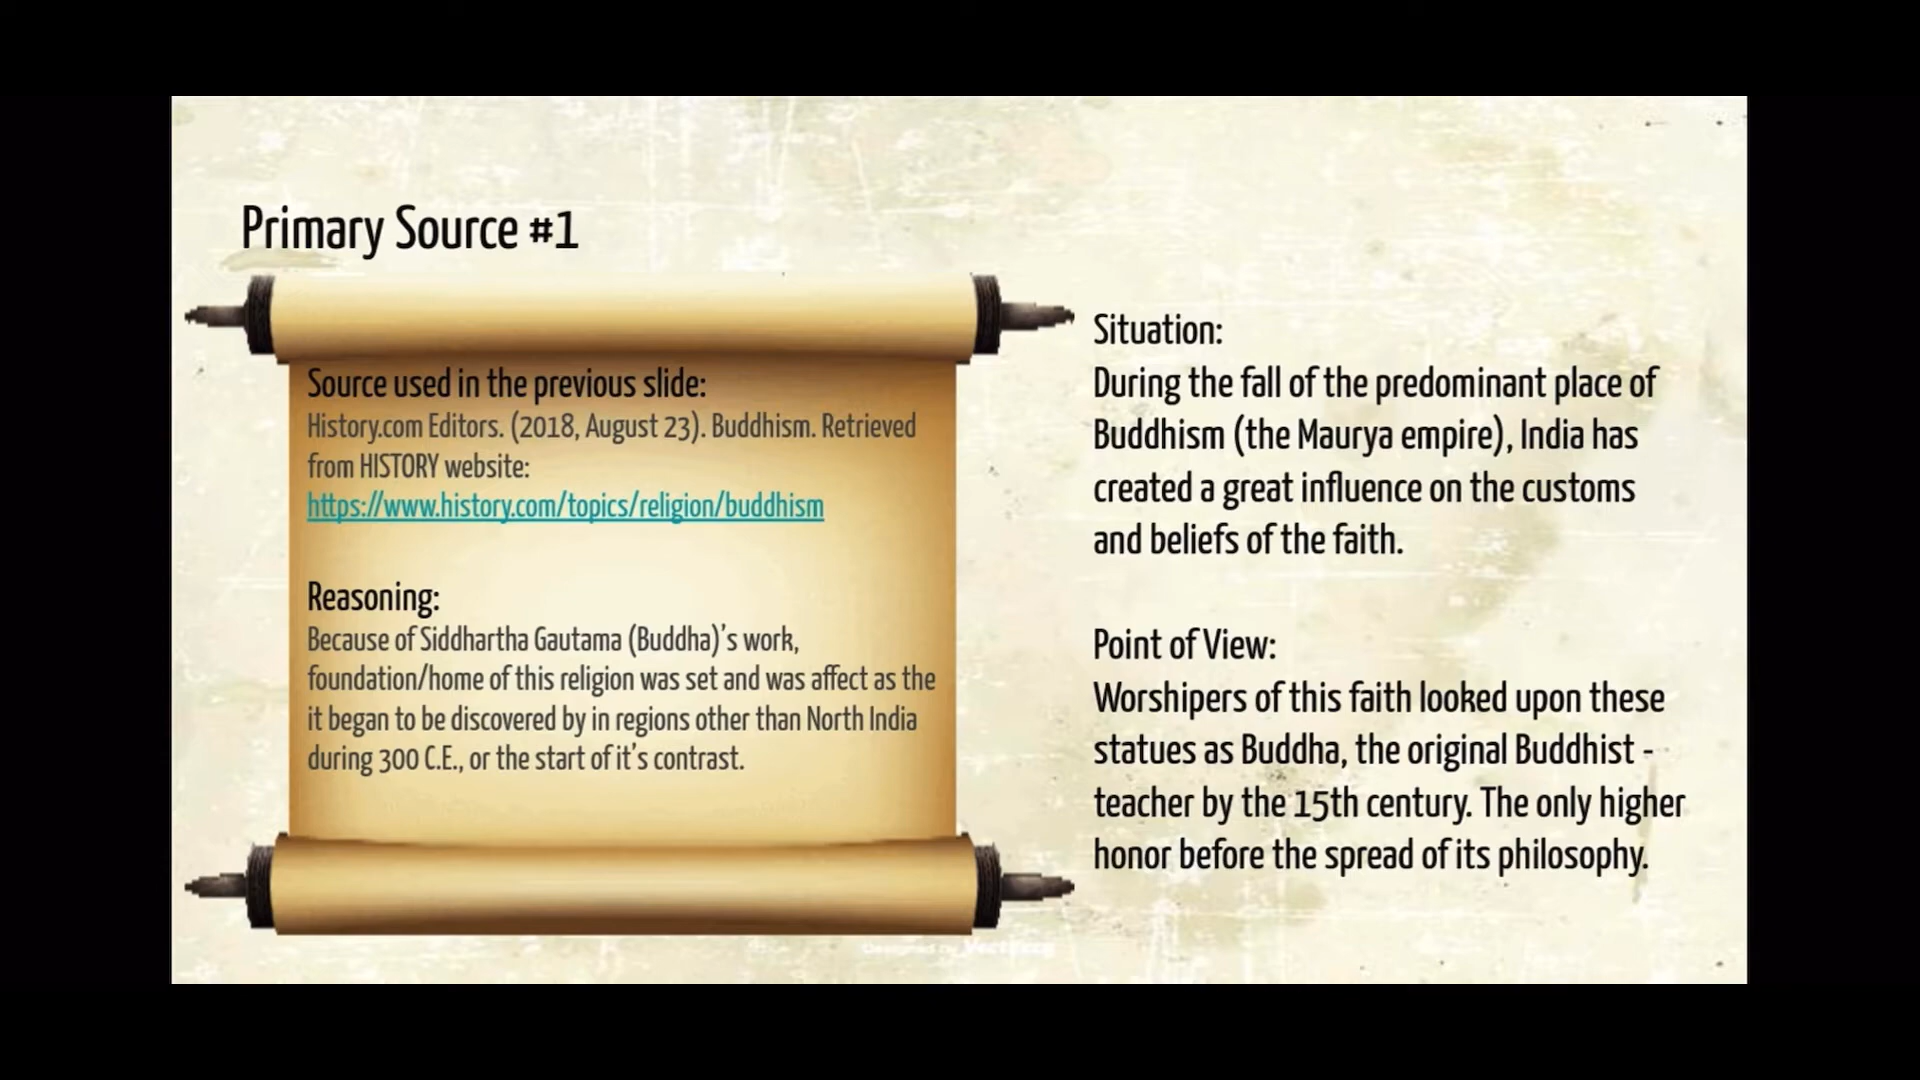 Primary Source #1
Source used in the previous slide:
History.com Editors. (2018, August 23). Buddhism. Retrieved
from HISTORY website:
https://www.history.com/topics/religion/buddhism
Reasoning:
Because of Siddhartha Gautama (Buddha)'s work,
foundation/home of this religion was set and was affect as the
it began to be discovered by in regions other than North India
during 300 C.E., or the start of it's contrast.
Situation:
During the fall of the predominant place of
Buddhism (the Maurya empire), India has
created a great influence on the customs
and beliefs of the faith.
Point of View:
Worshipers of this faith looked upon these
statues as Buddha, the original Buddhist -
teacher by the 15th century. The only higher
honor before the spread of its philosophy.